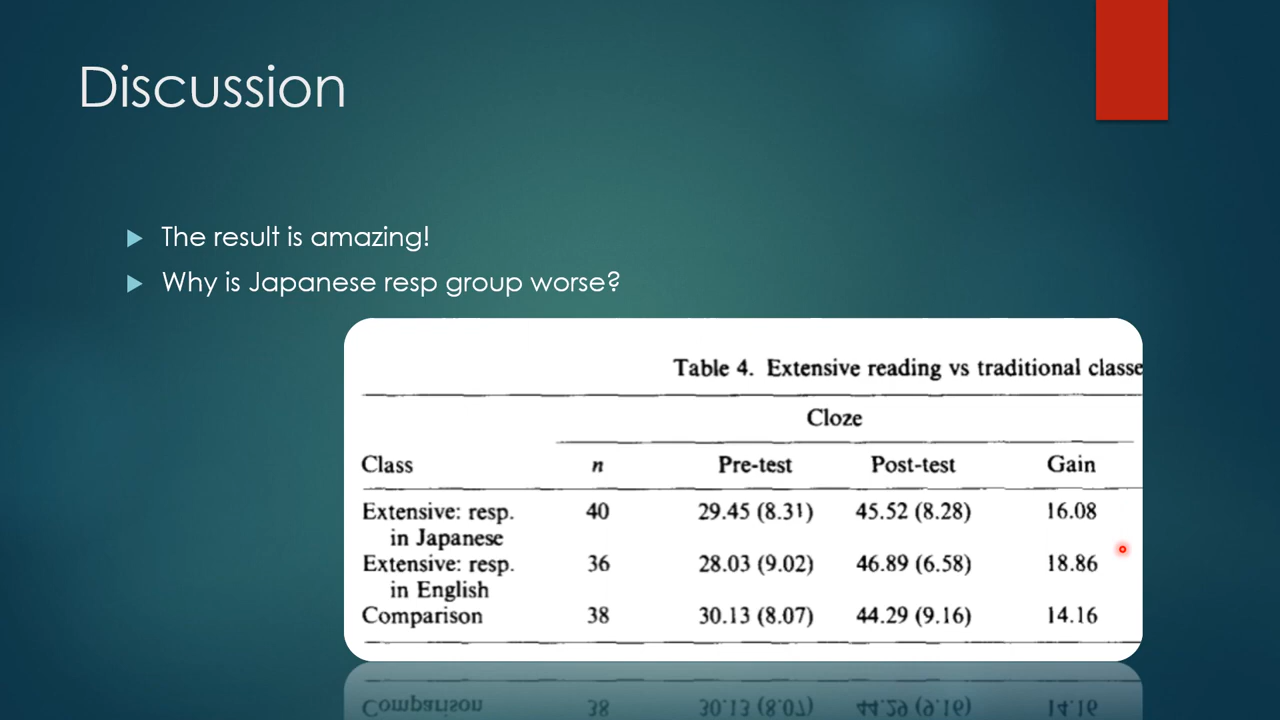 Discussion
The result is amazing!
Why is Japanese resp group worse?
Table 4. Extensive reading vs traditional classe
Cloze
Class n Pre-test Post-test Gain
Extensive: resp. 40 29.45 (8.31) 45.52 (8.28) 16.08
in Japanese
Extensive: resp. 36 28.03 (9.02) 46.89 (6.58) 18.86
in English
Comparison 38 30.13 (8.07) 44.29 (9.16) 14.16